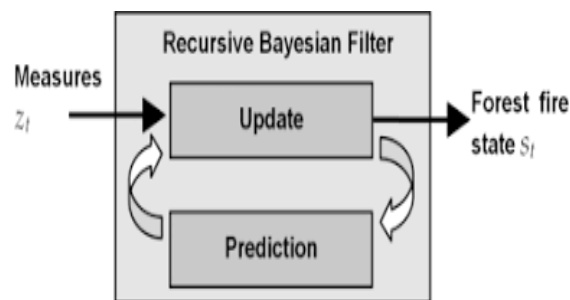 Recursive Bayesian Filter
Measures
z_t
Update
Forest fire
state s_t
Prediction